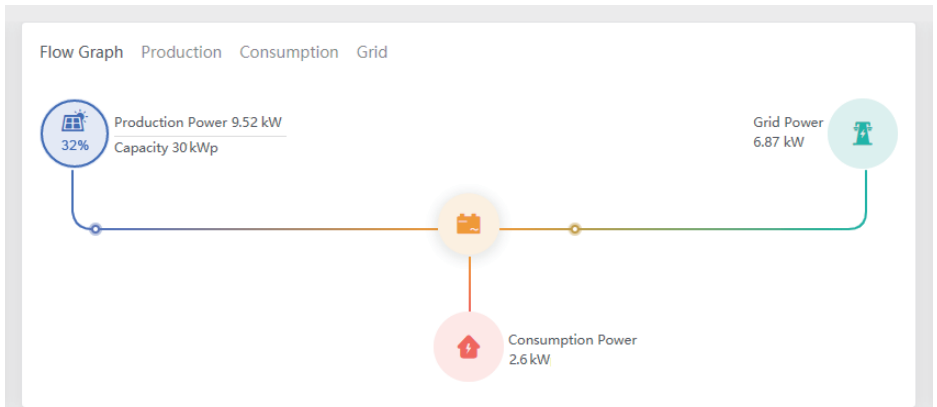 Flow Graph Production Consumption Grid
32%
Production Power 9.52 kW
Capacity 30 kWp
Grid Power
6.87 kW
Consumption Power
2.6 kW